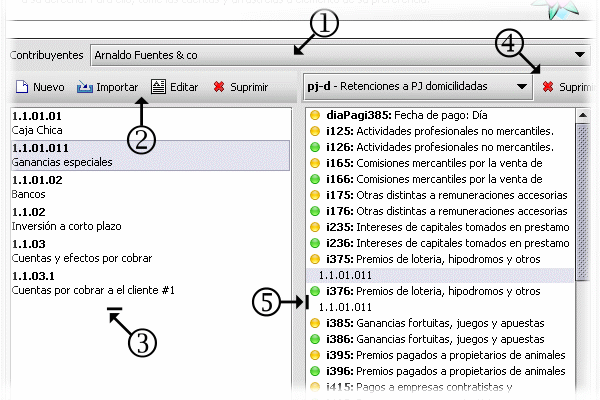 1
Contribuyentes Arnaldo Fuentes & co
4
Nuevo Importar Editar Suprimir
pj-d - Retenciones a PJ domicilidadas Suprimi
2
1.1.01.01
Caja Chica
1.1.01.011
Ganancias especiales
1.1.01.02
Bancos
1.1.02
Inversión a corto plazo
1.1.03
Cuentas y efectos por cobrar
1.1.03.1
Cuentas por cobrar a el cliente #1
3
diaPagi385: Fecha de pago: Día
i125: Actividades profesionales no mercantiles.
i126: Actividades profesionales no mercantiles.
i165: Comisiones mercantiles por la venta de
i166: Comisiones mercantiles por la venta de
i175: Otras distintas a remuneraciones accesorias
i176: Otras distintas a remuneraciones accesorias
i235: Intereses de capitales tomados en prestamo
i236: Intereses de capitales tomados en prestamo
i375: Premios de loteria, hipodromos y otros
1.1.01.011
i376: Premios de loteria, hipodromos y otros
5
1.1.01.011
i385: Ganancias fortuitas, juegos y apuestas
i386: Ganancias fortuitas, juegos y apuestas
i395: Premios pagados a propietarios de animales
i396: Premios pagados a propietarios de animales
i415: Pagos a empresas contratistas y